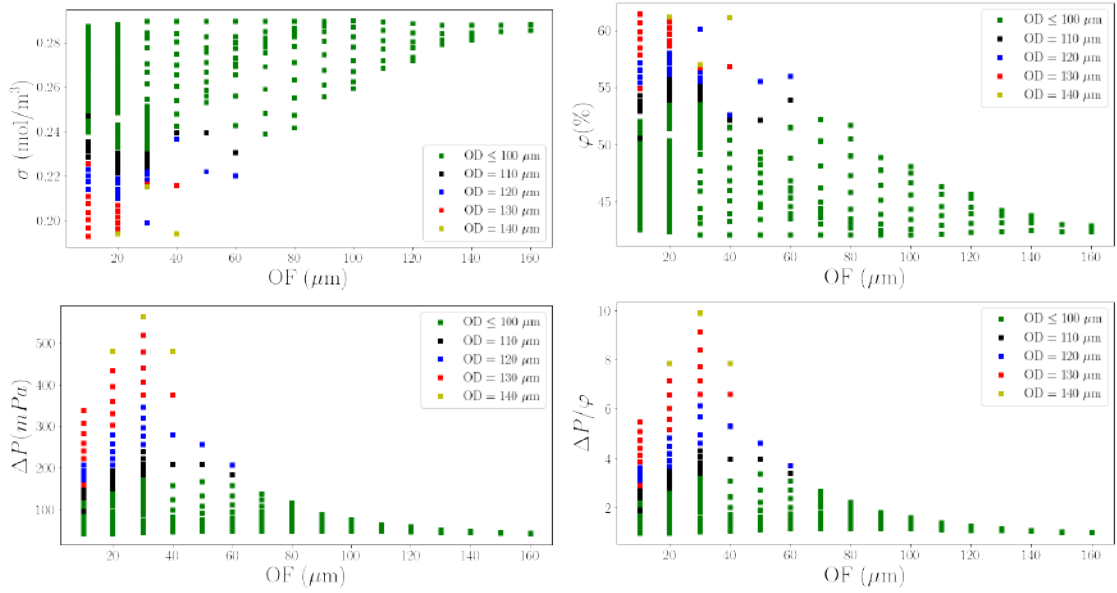 0.28
0.26
0.24
0.22
0.20
σ (mol/m³)
20 40 60 80 100 120 140 160
OF (μm)
OD ≤ 100 μm
OD = 110 μm
OD = 120 μm
OD = 130 μm
OD = 140 μm
60
55
50
45
φ(%)
20 40 60 80 100 120 140 160
OF (μm)
OD ≤ 100 μm
OD = 110 μm
OD = 120 μm
OD = 130 μm
OD = 140 μm
500
400
300
200
100
ΔP(mPa)
20 40 60 80 100 120 140 160
OF (μm)
OD ≤ 100 μm
OD = 110 μm
OD = 120 μm
OD = 130 μm
OD = 140 μm
10
8
6
4
2
ΔP/φ
20 40 60 80 100 120 140 160
OF (μm)
OD ≤ 100 μm
OD = 110 μm
OD = 120 μm
OD = 130 μm
OD = 140 μm